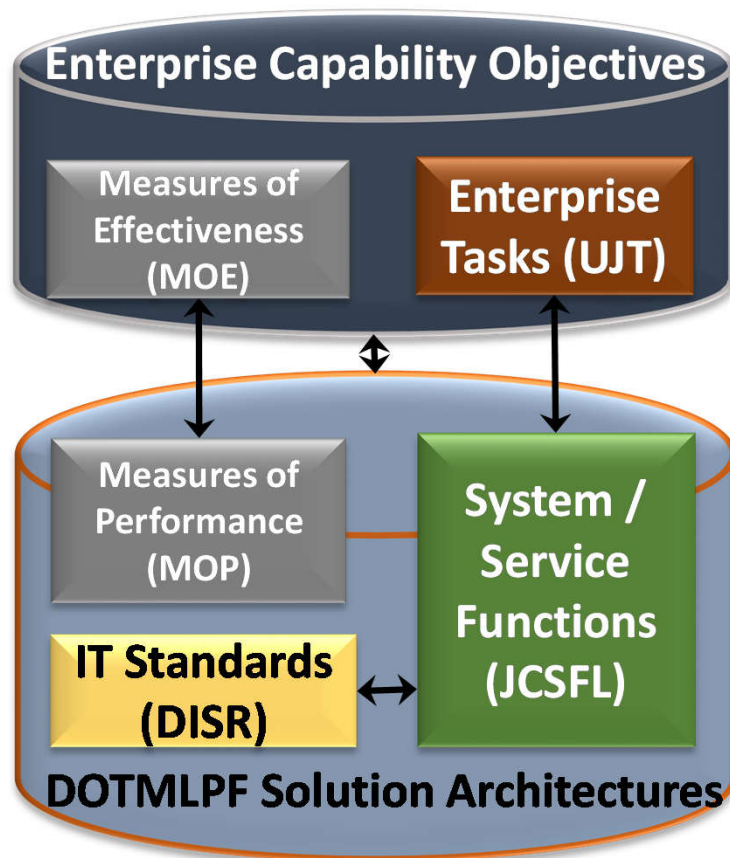 Enterprise Capability Objectives
Measures of
Effectiveness
(MOE)
Enterprise
Tasks (UJT)
Measures of
Performance
(MOP)
System /
Service
Functions
(JCSFL)
IT Standards
(DISR)
DOTMLPF Solution Architectures